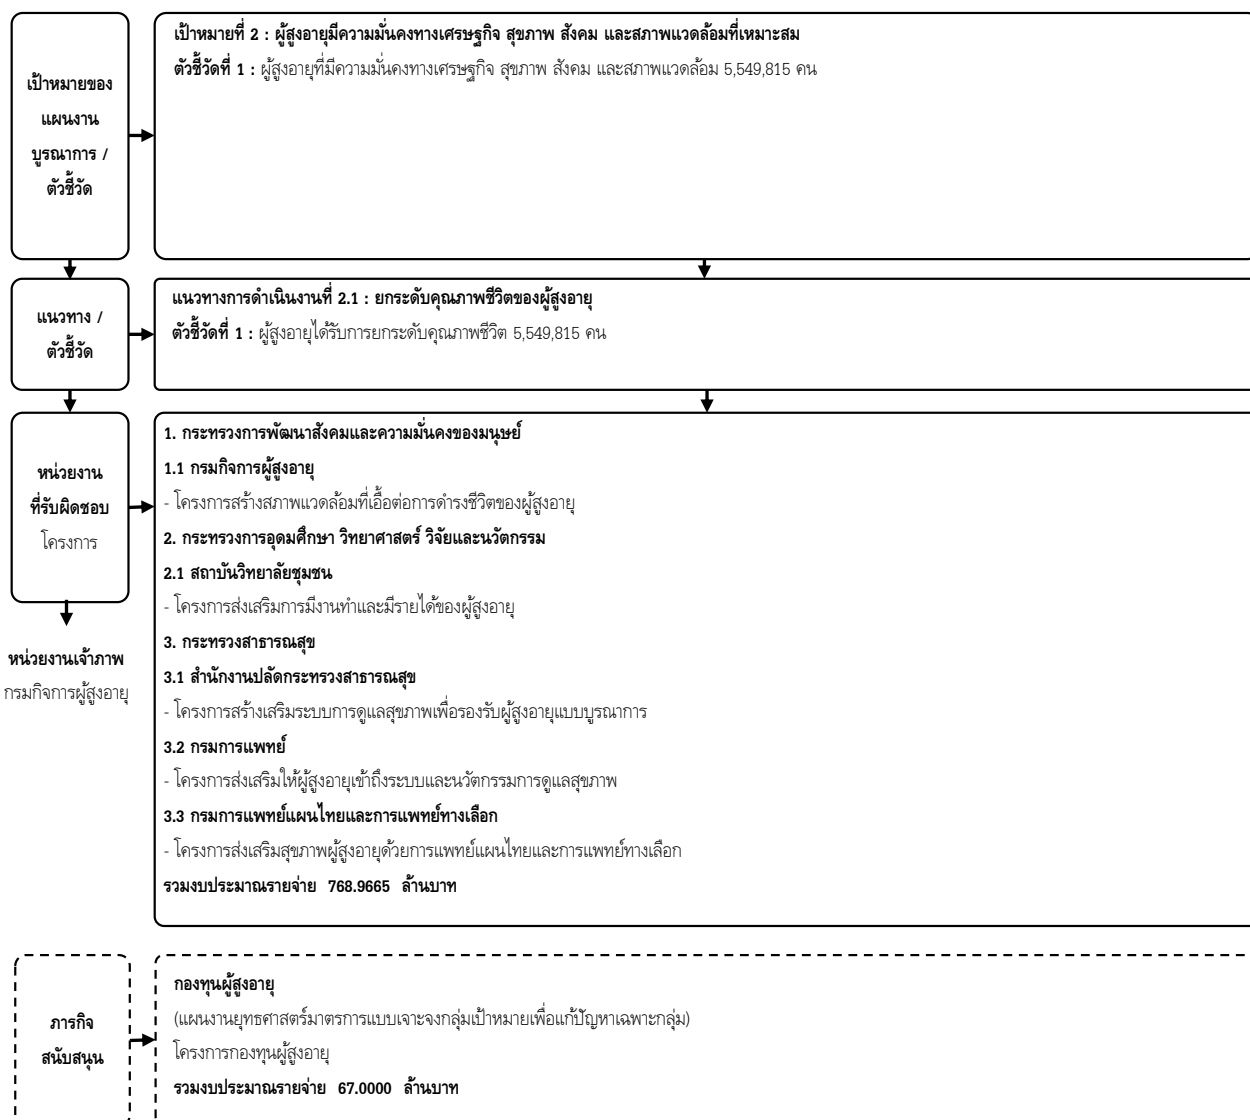 เป้าหมายของ
แผนงาน
บูรณาการ /
ตัวชี้วัด
เป้าหมายที่ 2 : ผู้สูงอายุมีความมั่นคงทางเศรษฐกิจ สุขภาพ สังคม และสภาพแวดล้อมที่เหมาะสม
ตัวชี้วัดที่ 1 : ผู้สูงอายุที่มีความมั่นคงทางเศรษฐกิจ สุขภาพ สังคม และสภาพแวดล้อม 5,549,815 คน
แนวทาง /
ตัวชี้วัด
แนวทางการดำเนินงานที่ 2.1 : ยกระดับคุณภาพชีวิตของผู้สูงอายุ
ตัวชี้วัดที่ 1 : ผู้สูงอายุได้รับการยกระดับคุณภาพชีวิต 5,549,815 คน
หน่วยงาน
ที่รับผิดชอบ
โครงการ
หน่วยงานเจ้าภาพ
กรมกิจการผู้สูงอายุ
1. กระทรวงการพัฒนาสังคมและความมั่นคงของมนุษย์
1.1 กรมกิจการผู้สูงอายุ
- โครงการสร้างสภาพแวดล้อมที่เอื้อต่อการดำรงชีวิตของผู้สูงอายุ
2. กระทรวงการอุดมศึกษา วิทยาศาสตร์ วิจัยและนวัตกรรม
2.1 สถาบันวิทยาลัยชุมชน
- โครงการส่งเสริมการมีงานทำและมีรายได้ของผู้สูงอายุ
3. กระทรวงสาธารณสุข
3.1 สำนักงานปลัดกระทรวงสาธารณสุข
- โครงการสร้างเสริมระบบการดูแลสุขภาพเพื่อรองรับผู้สูงอายุแบบบูรณาการ
3.2 กรมการแพทย์
- โครงการส่งเสริมให้ผู้สูงอายุเข้าถึงระบบและนวัตกรรมการดูแลสุขภาพ
3.3 กรมการแพทย์แผนไทยและการแพทย์ทางเลือก
- โครงการส่งเสริมสุขภาพผู้สูงอายุด้วยการแพทย์แผนไทยและการแพทย์ทางเลือก
รวมงบประมาณรายจ่าย 768.9665 ล้านบาท
ภารกิจ
สนับสนุน
กองทุนผู้สูงอายุ
(แผนงานยุทธศาสตร์มาตรการแบบเจาะจงกลุ่มเป้าหมายเพื่อแก้ปัญหาเฉพาะกลุ่ม)
โครงการกองทุนผู้สูงอายุ
รวมงบประมาณรายจ่าย 67.0000 ล้านบาท